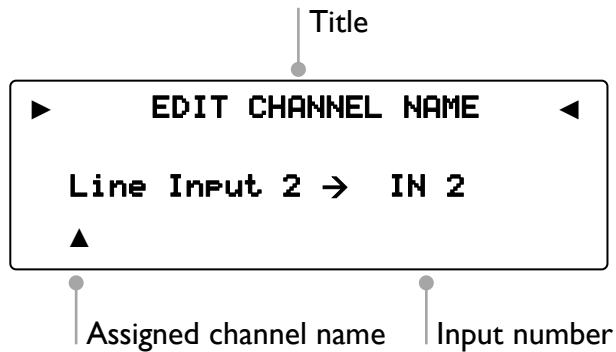 Title
► EDIT CHANNEL NAME ◄
Line Input 2 → IN 2
▲
Assigned channel name Input number